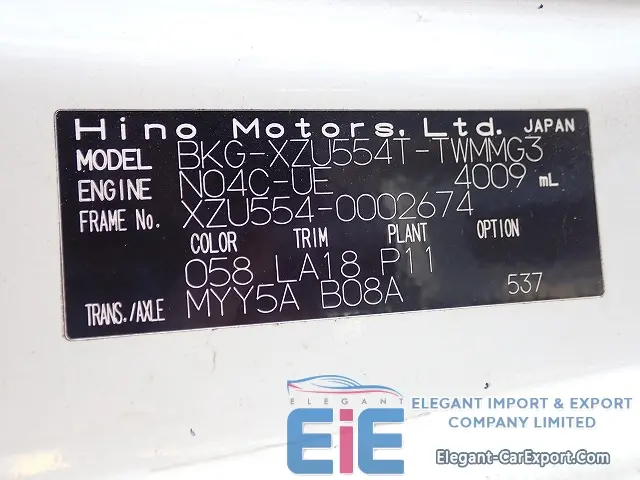 Hino Motors, Ltd. JAPAN
MODEL BKG-XZU554T-TWMMG3
ENGINE N04C-UE 4009 mL
FRAME No. XZU554-0002674
COLOR TRIM PLANT OPTION
058 LA18 P11
TRANS./AXLE MYY5A B08A 537
ELEGANT
EiE
ELEGANT IMPORT & EXPORT
COMPANY LIMITED
Elegant-CarExport.Com